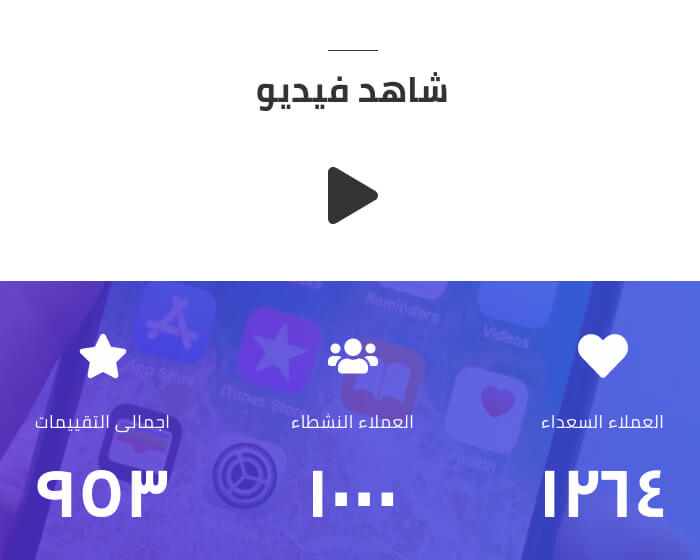 شاهد فيديو
Reminders
Videos
App Store
iTunes Store
Health
العملاء السعداء
العملاء النشطاء
اجمالى التقييمات
١٢٦٤
١٠٠٠
٩٥٣